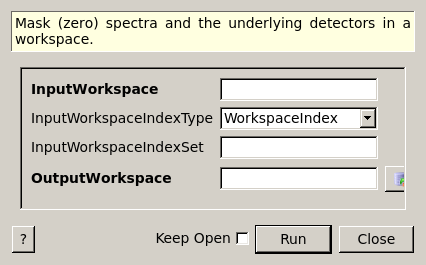 Mask (zero) spectra and the underlying detectors in a
workspace.
InputWorkspace
InputWorkspaceIndexType WorkspaceIndex
InputWorkspaceIndexSet
OutputWorkspace
? Keep Open Run Close